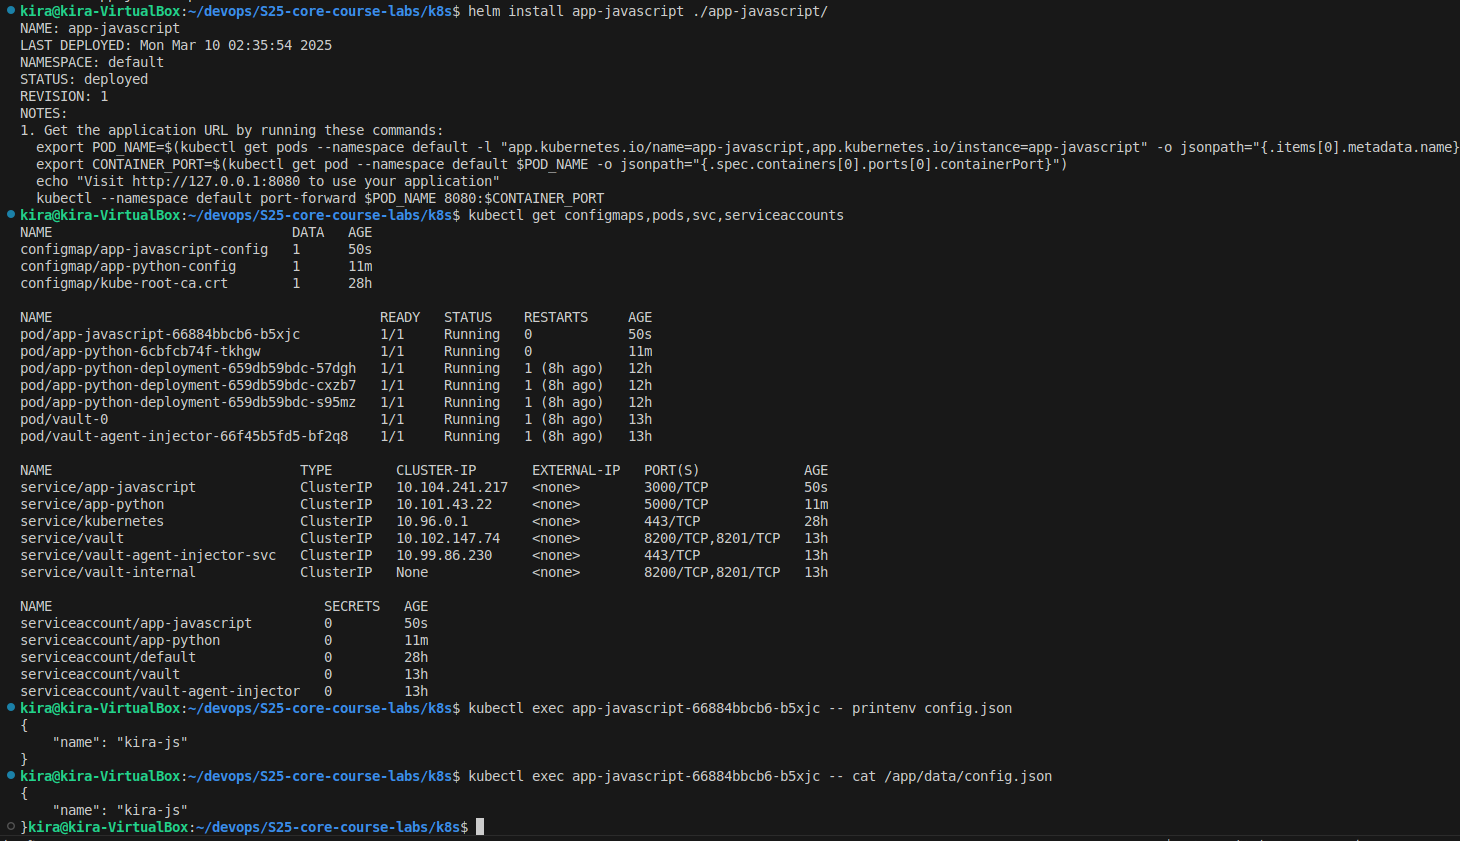 kira@kira-VirtualBox:~/devops/S25-core-course-labs/k8s$ helm install app-javascript ./app-javascript/
NAME: app-javascript
LAST DEPLOYED: Mon Mar 10 02:35:54 2025
NAMESPACE: default
STATUS: deployed
REVISION: 1
NOTES:
1. Get the application URL by running these commands:
  export POD_NAME=$(kubectl get pods --namespace default -l "app.kubernetes.io/name=app-javascript,app.kubernetes.io/instance=app-javascript" -o jsonpath="{.items[0].metadata.name}
  export CONTAINER_PORT=$(kubectl get pod --namespace default $POD_NAME -o jsonpath="{.spec.containers[0].ports[0].containerPort}")
  echo "Visit http://127.0.0.1:8080 to use your application"
  kubectl --namespace default port-forward $POD_NAME 8080:$CONTAINER_PORT
kira@kira-VirtualBox:~/devops/S25-core-course-labs/k8s$ kubectl get configmaps,pods,svc,serviceaccounts
NAME                              DATA   AGE
configmap/app-javascript-config   1      50s
configmap/app-python-config       1      11m
configmap/kube-root-ca.crt        1      28h

NAME                                         READY   STATUS    RESTARTS     AGE
pod/app-javascript-66884bbcb6-b5xjc          1/1     Running   0            50s
pod/app-python-6cbfcb74f-tkhgw               1/1     Running   0            11m
pod/app-python-deployment-659db59bdc-57dgh   1/1     Running   1 (8h ago)   12h
pod/app-python-deployment-659db59bdc-cxzb7   1/1     Running   1 (8h ago)   12h
pod/app-python-deployment-659db59bdc-s95mz   1/1     Running   1 (8h ago)   12h
pod/vault-0                                  1/1     Running   1 (8h ago)   13h
pod/vault-agent-injector-66f45b5fd5-bf2q8    1/1     Running   1 (8h ago)   13h

NAME                               TYPE        CLUSTER-IP       EXTERNAL-IP   PORT(S)             AGE
service/app-javascript             ClusterIP   10.104.241.217   <none>        3000/TCP            50s
service/app-python                 ClusterIP   10.101.43.22     <none>        5000/TCP            11m
service/kubernetes                 ClusterIP   10.96.0.1        <none>        443/TCP             28h
service/vault                      ClusterIP   10.102.147.74    <none>        8200/TCP,8201/TCP   13h
service/vault-agent-injector-svc   ClusterIP   10.99.86.230     <none>        443/TCP             13h
service/vault-internal             ClusterIP   None             <none>        8200/TCP,8201/TCP   13h

NAME                                  SECRETS   AGE
serviceaccount/app-javascript         0         50s
serviceaccount/app-python             0         11m
serviceaccount/default                0         28h
serviceaccount/vault                  0         13h
serviceaccount/vault-agent-injector   0         13h
kira@kira-VirtualBox:~/devops/S25-core-course-labs/k8s$ kubectl exec app-javascript-66884bbcb6-b5xjc -- printenv config.json
{
    "name": "kira-js"
}
kira@kira-VirtualBox:~/devops/S25-core-course-labs/k8s$ kubectl exec app-javascript-66884bbcb6-b5xjc -- cat /app/data/config.json
{
    "name": "kira-js"
}kira@kira-VirtualBox:~/devops/S25-core-course-labs/k8s$